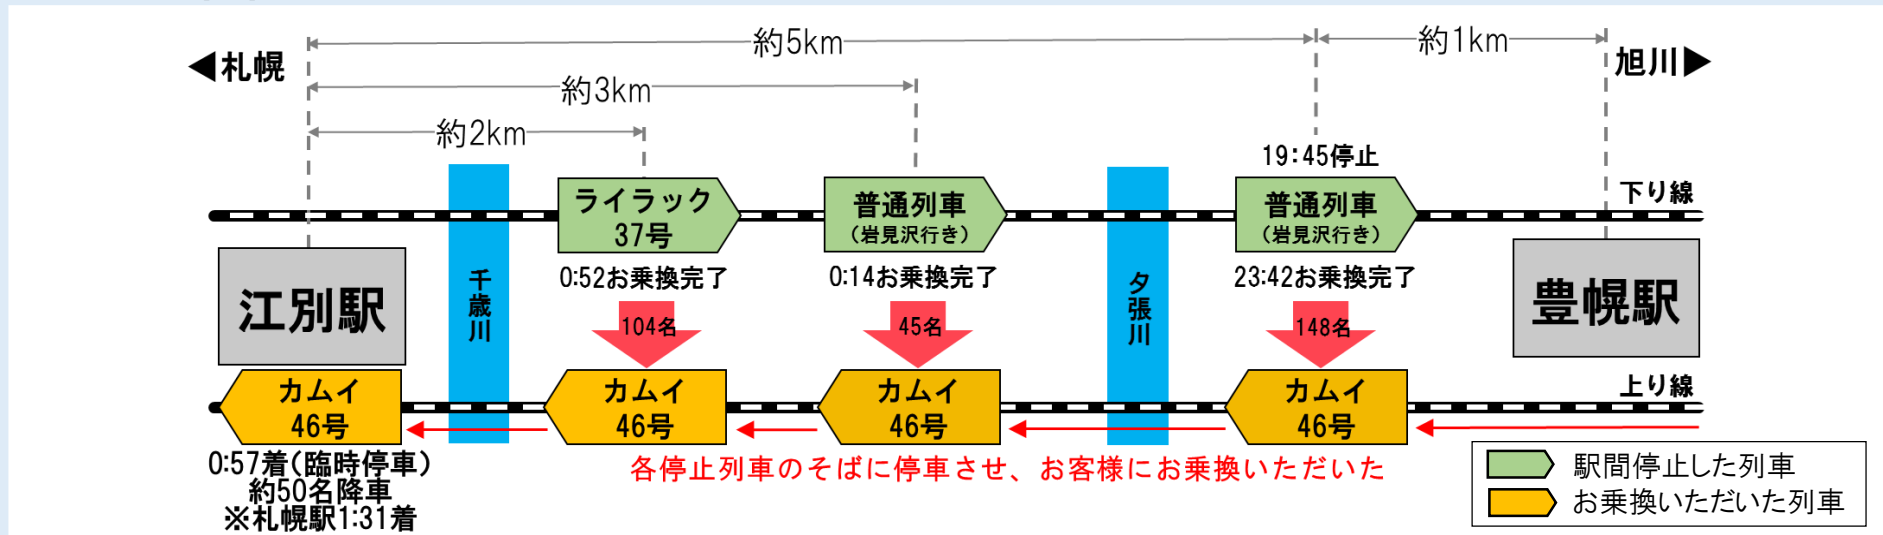 約5km
約1km
◀札幌
旭川▶
約3km
約2km
19:45停止
下り線
ライラック
37号
普通列車
(岩見沢行き)
普通列車
(岩見沢行き)
0:52お乗換完了
0:14お乗換完了
23:42お乗換完了
江別駅
千歳川
夕張川
豊幌駅
104名
45名
148名
上り線
カムイ
46号
カムイ
46号
カムイ
46号
カムイ
46号
0:57着(臨時停車)
約50名降車
※札幌駅1:31着
各停止列車のそばに停車させ、お客様にお乗換いただいた
駅間停止した列車
お乗換いただいた列車